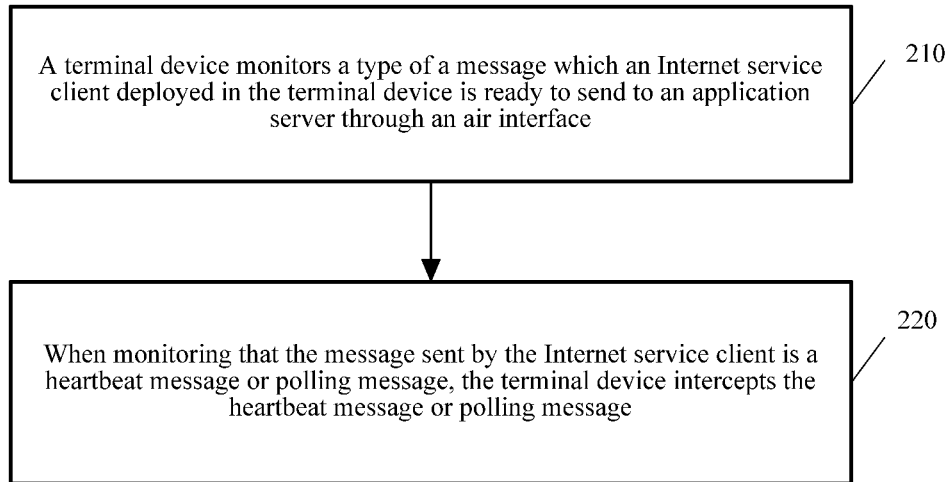 A terminal device monitors a type of a message which an Internet service
client deployed in the terminal device is ready to send to an application
server through an air interface
210
When monitoring that the message sent by the Internet service client is a
heartbeat message or polling message, the terminal device intercepts the
heartbeat message or polling message
220